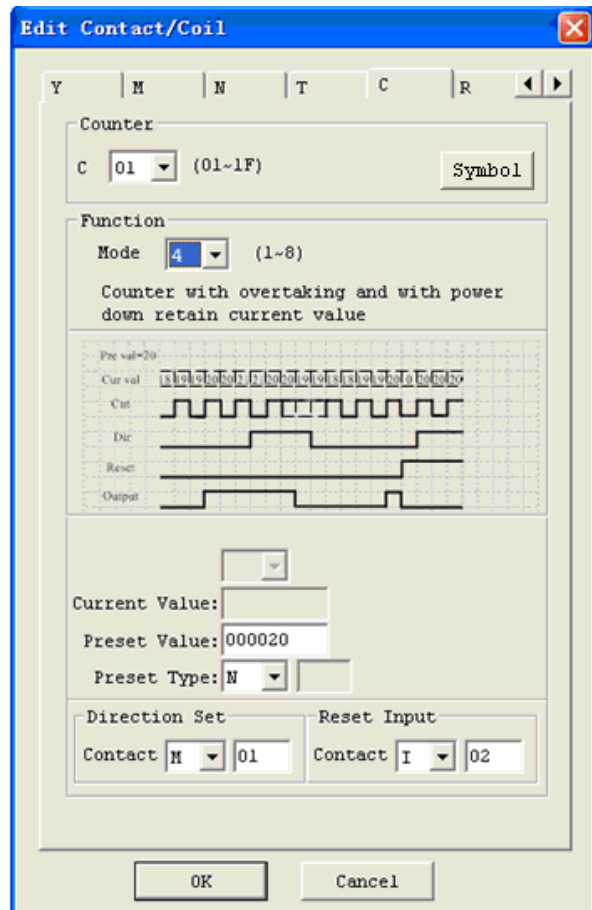 Edit Contact/Coil
Y M N T C R
Counter
C 01 (01~1F)
Symbol
Function
Mode 4 (1~8)
Counter with overtaking and with power
down retain current value
Pre val=20
Cur val
Cnt
Dir
Reset
Output
Current Value:
Preset Value: 000020
Preset Type: N
Direction Set Reset Input
Contact M 01 Contact I 02
OK Cancel